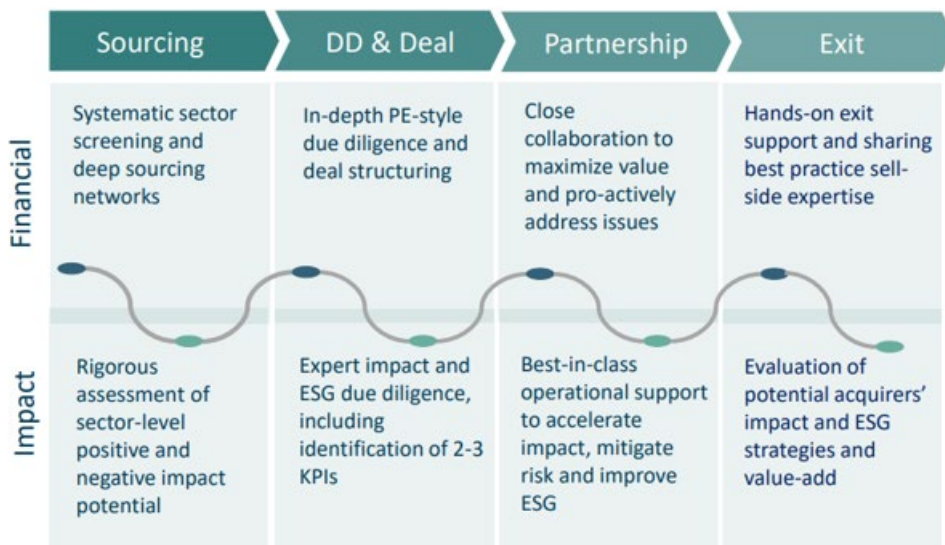 Sourcing
DD & Deal
Partnership
Exit
Financial
Systematic sector
screening and
deep sourcing
networks
In-depth PE-style
due diligence and
deal structuring
Close
collaboration to
maximize value
and pro-actively
address issues
Hands-on exit
support and sharing
best practice sell-
side expertise
Impact
Rigorous
assessment of
sector-level
positive and
negative impact
potential
Expert impact and
ESG due diligence,
including
identification of 2-3
KPIs
Best-in-class
operational support
to accelerate
impact, mitigate
risk and improve
ESG
Evaluation of
potential acquirers’
impact and ESG
strategies and
value-add